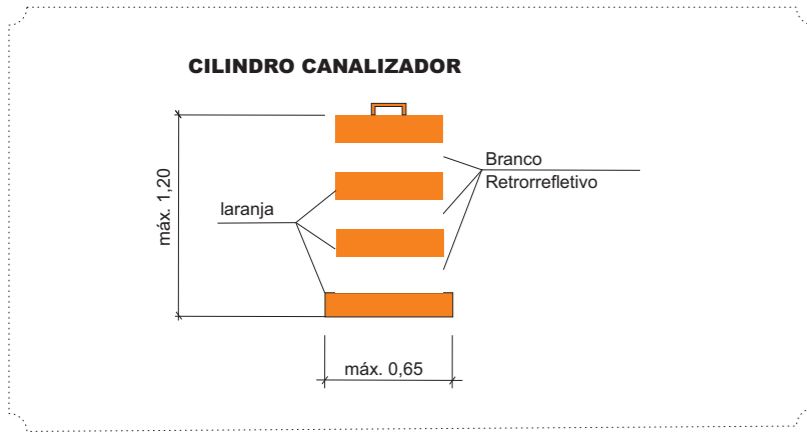 CILINDRO CANALIZADOR
máx. 1,20
laranja
Branco
Retrorrefletivo
máx. 0,65